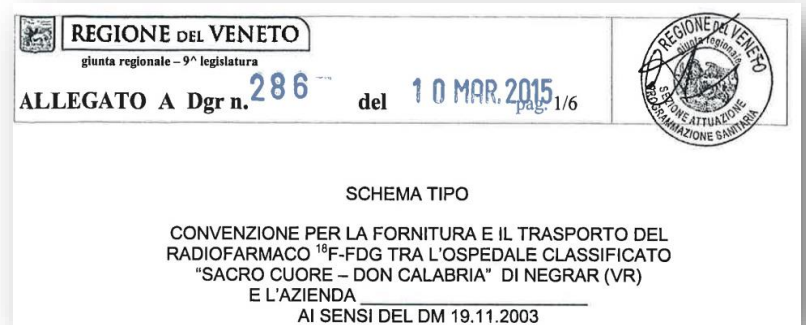 REGIONE DEL VENETO
giunta regionale – 9^ legislatura
ALLEGATO A Dgr n. 286 del 10 MAR. 2015 pag. 1/6
REGIONE DEL VENETO
giunta regionale
SEZIONE ATTUAZIONE
PROGRAMMAZIONE SANITARIA
SCHEMA TIPO
CONVENZIONE PER LA FORNITURA E IL TRASPORTO DEL
RADIOFARMACO ¹⁸F-FDG TRA L'OSPEDALE CLASSIFICATO
"SACRO CUORE – DON CALABRIA" DI NEGRAR (VR)
E L'AZIENDA ____________________
AI SENSI DEL DM 19.11.2003